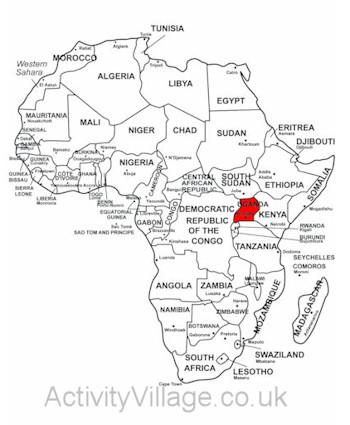 TUNISIA
Rabat
Algiers
Tunis
Tripoli
MOROCCO
Western
Sahara
ALGERIA
LIBYA
Cairo
EGYPT
MAURITANIA
Nouakchott
MALI
NIGER
CHAD
SUDAN
Khartoum
ERITREA
Asmara
DJIBOUTI
Djibouti
SENEGAL
Dakar
GAMBIA
Banjul
GUINEA
BISSAU
GUINEA
Conakry
SIERRA
LEONE
LIBERIA
Monrovia
CÔTE
D'IVOIRE
BURKINA
Ouagadougou
GHANA
TOGO
BENIN
Niamey
NIGERIA
Abuja
N'Djamena
CAMEROON
Yaounde
CENTRAL
AFRICAN
REPUBLIC
Bangui
SOUTH
SUDAN
Juba
Addis
Ababa
ETHIOPIA
SOMALIA
Mogadishu
UGANDA
KENYA
Nairobi
EQUATORIAL
GUINEA
Malabo
Sao Tomé
SAO TOM AND PRINCIPE
Libreville
GABON
CONGO
Brazzaville
Kinshasa
DEMOCRATIC
REPUBLIC
OF THE
CONGO
RWANDA
Kigali
BURUNDI
Bujumbura
TANZANIA
Dodoma
SEYCHELLES
COMOROS
Moroni
Luanda
ANGOLA
ZAMBIA
Lusaka
Harare
ZIMBABWE
MOZAMBIQUE
MADAGASCAR
Antananarivo
NAMIBIA
Windhoek
BOTSWANA
Gaborone
Pretoria
Maputo
SWAZILAND
Mbabane
LESOTHO
Maseru
SOUTH
AFRICA
Cape Town
ActivityVillage.co.uk